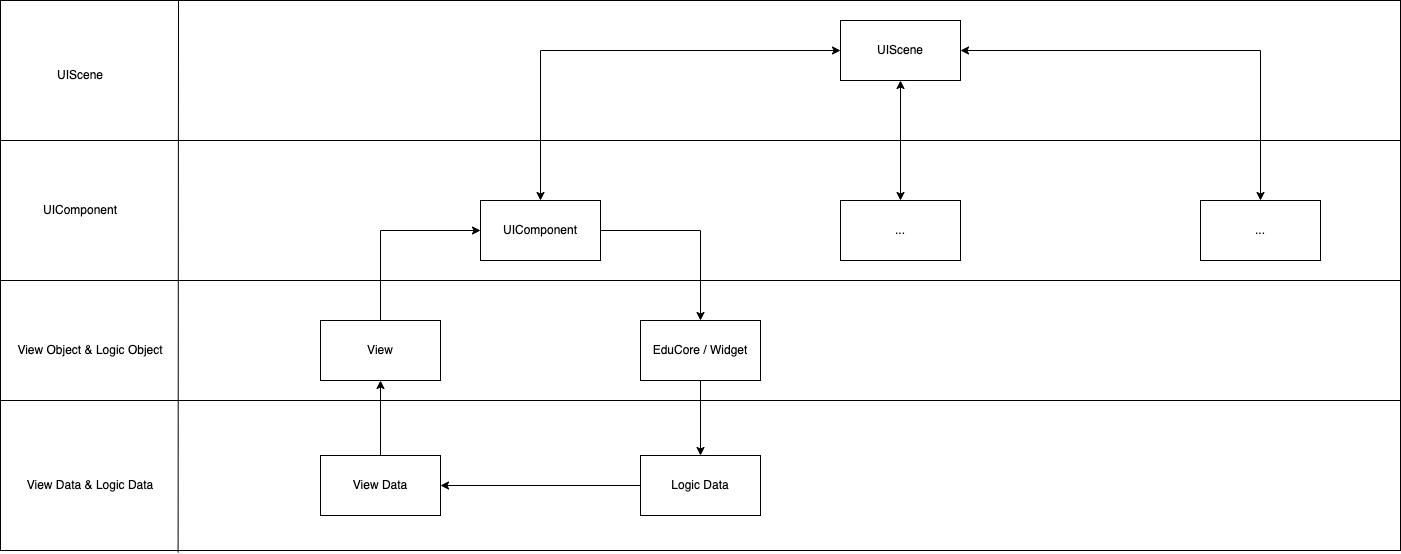 UIScene
UIScene
UIComponent
UIComponent
...
...
View Object & Logic Object
View
EduCore / Widget
View Data & Logic Data
View Data
Logic Data